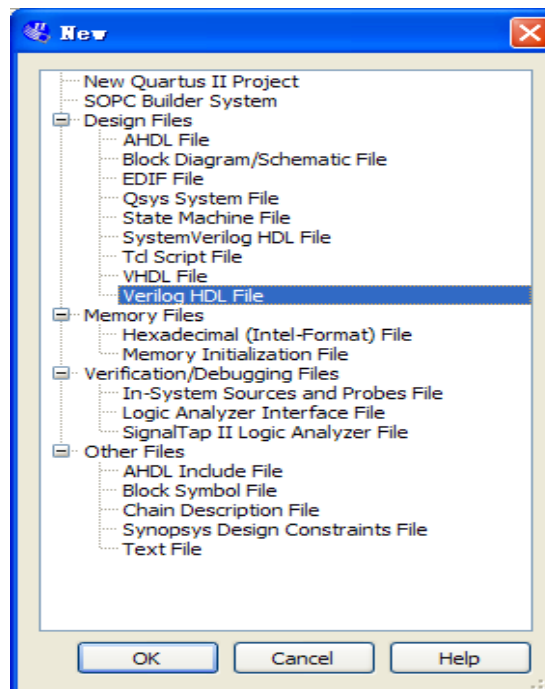 New
New Quartus II Project
SOPC Builder System
Design Files
AHDL File
Block Diagram/Schematic File
EDIF File
Qsys System File
State Machine File
SystemVerilog HDL File
Tcl Script File
VHDL File
Verilog HDL File
Memory Files
Hexadecimal (Intel-Format) File
Memory Initialization File
Verification/Debugging Files
In-System Sources and Probes File
Logic Analyzer Interface File
SignalTap II Logic Analyzer File
Other Files
AHDL Include File
Block Symbol File
Chain Description File
Synopsys Design Constraints File
Text File
OK Cancel Help